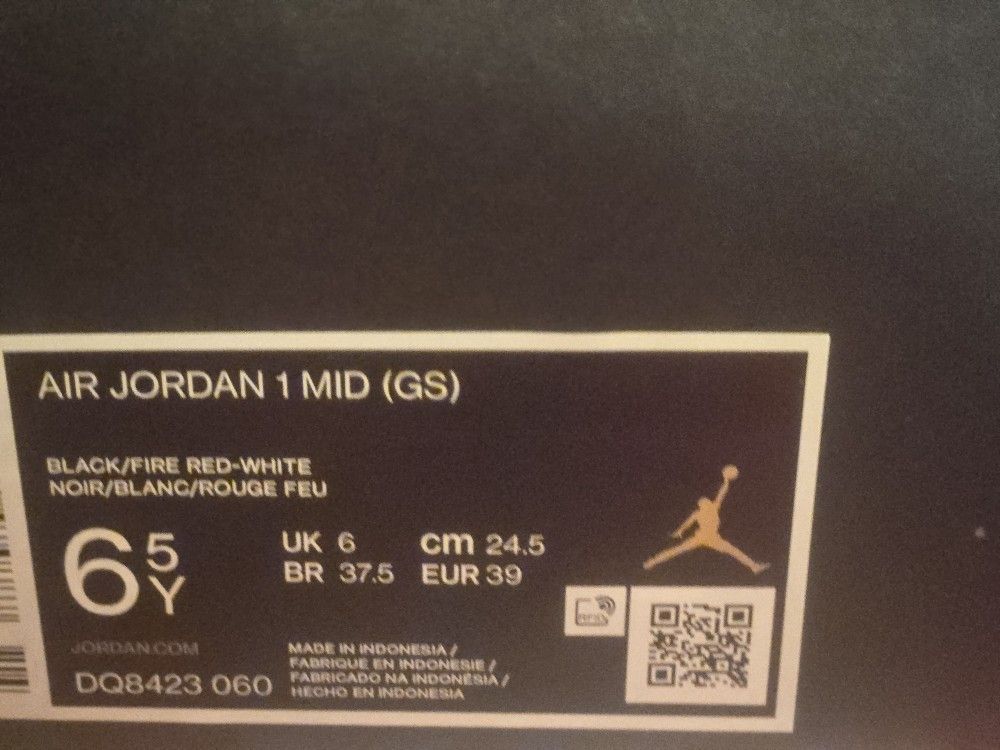 AIR JORDAN 1 MID (GS)
BLACK/FIRE RED-WHITE
NOIR/BLANC/ROUGE FEU
6 5 Y
UK 6 cm 24.5
BR 37.5 EUR 39
JORDAN.COM
DQ8423 060
MADE IN INDONESIA /
FABRIQUE EN INDONESIE /
FABRICADO NA INDONÉSIA /
HECHO EN INDONESIA